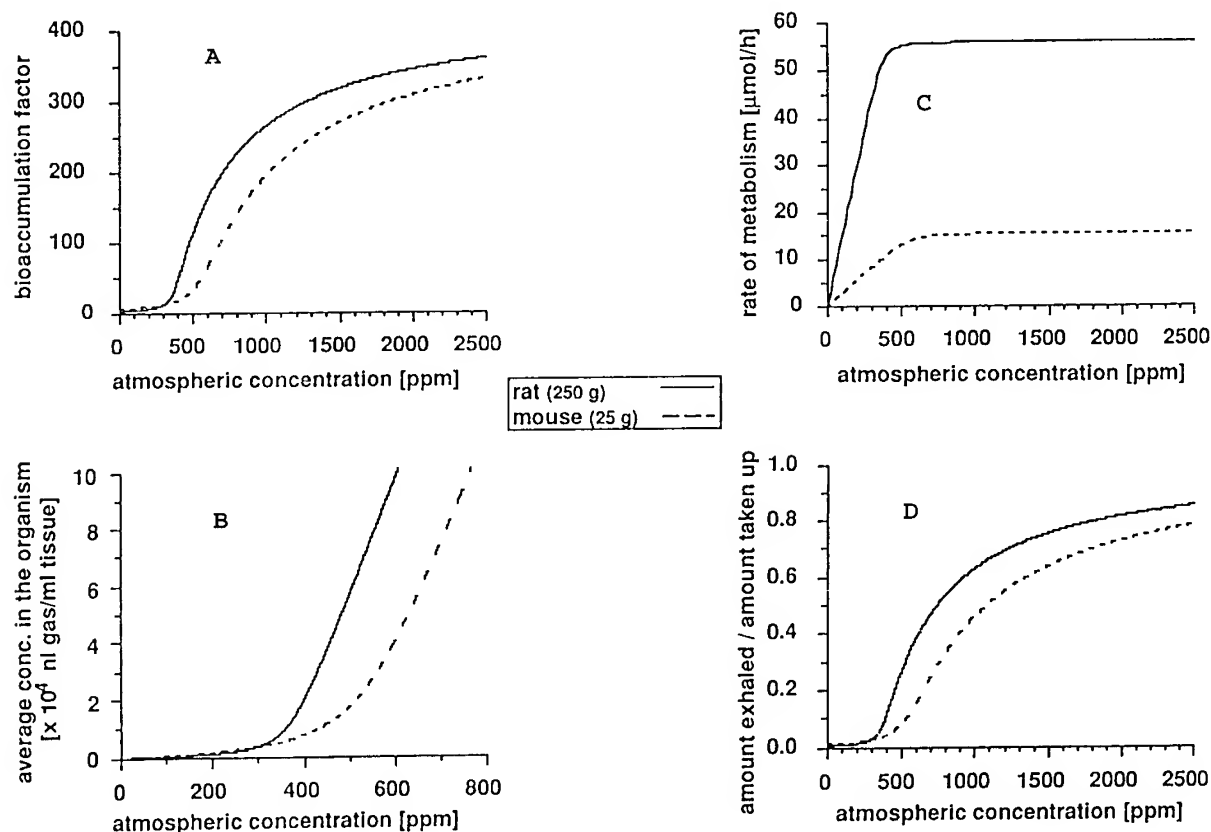 A
bioaccumulation factor
400
300
200
100
0
0 500 1000 1500 2000 2500
atmospheric concentration [ppm]
C
rate of metabolism [µmol/h]
60
50
40
30
20
10
0
0 500 1000 1500 2000 2500
atmospheric concentration [ppm]
rat (250 g)
mouse (25 g)
B
average conc. in the organism
[x 10⁴ nl gas/ml tissue]
10
8
6
4
2
0
0 200 400 600 800
atmospheric concentration [ppm]
D
amount exhaled / amount taken up
1.0
0.8
0.6
0.4
0.2
0.0
0 500 1000 1500 2000 2500
atmospheric concentration [ppm]